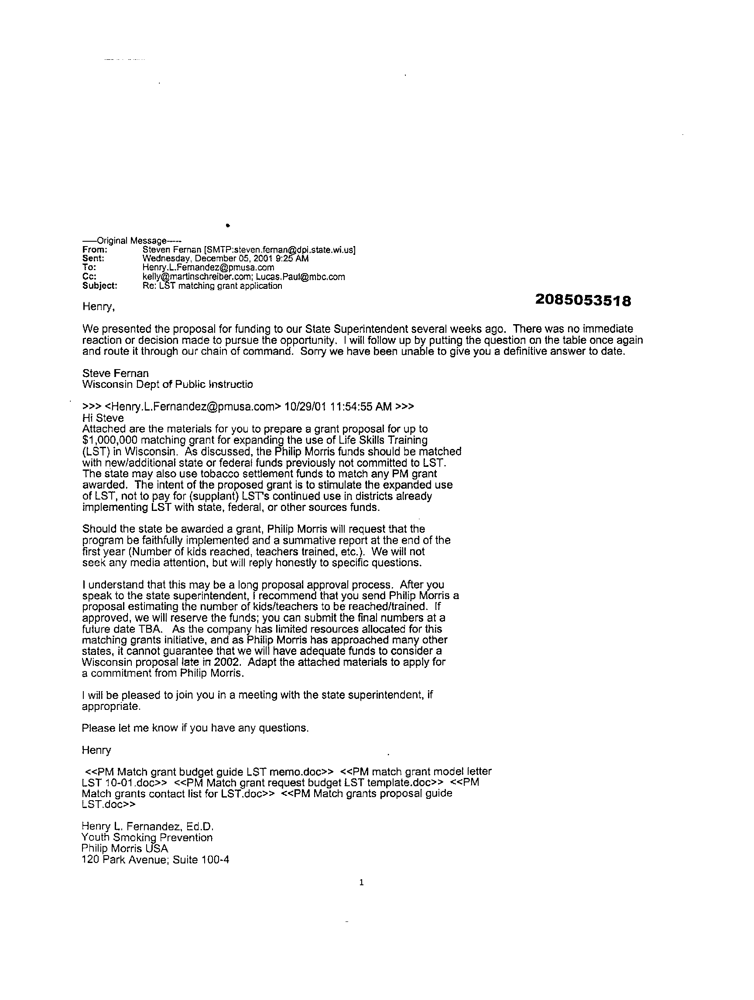 -----Original Message-----
From: Steven Fernan [SMTP:steven.fernan@dpi.state.wi.us]
Sent: Wednesday, December 05, 2001 9:25 AM
To: Henry.L.Fernandez@pmusa.com
Cc: kelly@martinschreiber.com; Lucas.Paul@mbc.com
Subject: Re: LST matching grant application
2085053518
Henry,
We presented the proposal for funding to our State Superintendent several weeks ago. There was no immediate
reaction or decision made to pursue the opportunity. I will follow up by putting the question on the table once again
and route it through our chain of command. Sorry we have been unable to give you a definitive answer to date.
Steve Fernan
Wisconsin Dept of Public Instructio
>>> <Henry.L.Fernandez@pmusa.com> 10/29/01 11:54:55 AM >>>
Hi Steve
Attached are the materials for you to prepare a grant proposal for up to
$1,000,000 matching grant for expanding the use of Life Skills Training
(LST) in Wisconsin. As discussed, the Philip Morris funds should be matched
with new/additional state or federal funds previously not committed to LST.
The state may also use tobacco settlement funds to match any PM grant
awarded. The intent of the proposed grant is to stimulate the expanded use
of LST, not to pay for (supplant) LST's continued use in districts already
implementing LST with state, federal, or other sources funds.
Should the state be awarded a grant, Philip Morris will request that the
program be faithfully implemented and a summative report at the end of the
first year (Number of kids reached, teachers trained, etc.). We will not
seek any media attention, but will reply honestly to specific questions.
I understand that this may be a long proposal approval process. After you
speak to the state superintendent, I recommend that you send Philip Morris a
proposal estimating the number of kids/teachers to be reached/trained. If
approved, we will reserve the funds; you can submit the final numbers at a
future date TBA. As the company has limited resources allocated for this
matching grants initiative, and as Philip Morris has approached many other
states, it cannot guarantee that we will have adequate funds to consider a
Wisconsin proposal late in 2002. Adapt the attached materials to apply for
a commitment from Philip Morris.
I will be pleased to join you in a meeting with the state superintendent, if
appropriate.
Please let me know if you have any questions.
Henry
<<PM Match grant budget guide LST memo.doc>> <<PM match grant model letter
LST 10-01.doc>> <<PM Match grant request budget LST template.doc>> <<PM
Match grants contact list for LST.doc>> <<PM Match grants proposal guide
LST.doc>>
Henry L. Fernandez, Ed.D.
Youth Smoking Prevention
Philip Morris USA
120 Park Avenue; Suite 100-4
1